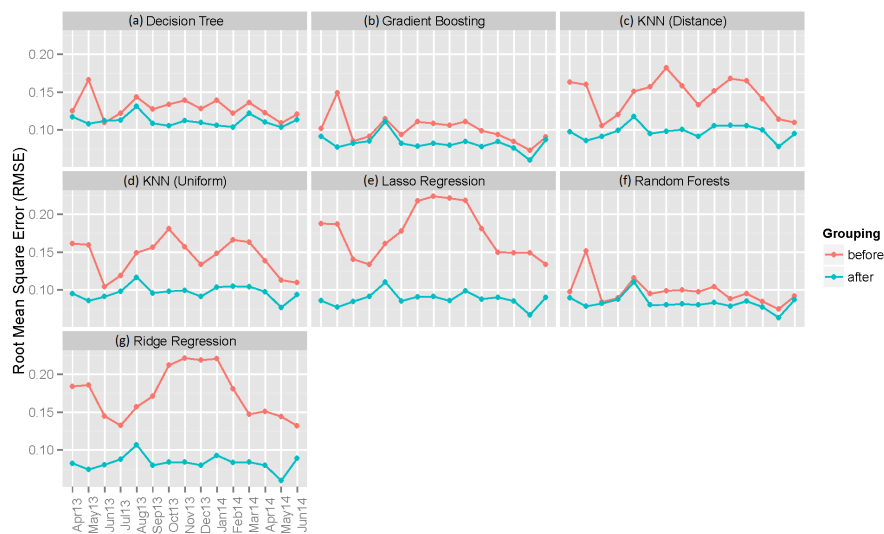 (a) Decision Tree
(b) Gradient Boosting
(c) KNN (Distance)
0.20
0.15
0.10
(d) KNN (Uniform)
(e) Lasso Regression
(f) Random Forests
0.20
0.15
0.10
(g) Ridge Regression
0.20
0.15
0.10
Root Mean Square Error (RMSE)
Apr13
May13
Jun13
Jul13
Aug13
Sep13
Oct13
Nov13
Dec13
Jan14
Feb14
Mar14
Apr14
May14
Jun14
Grouping
before
after